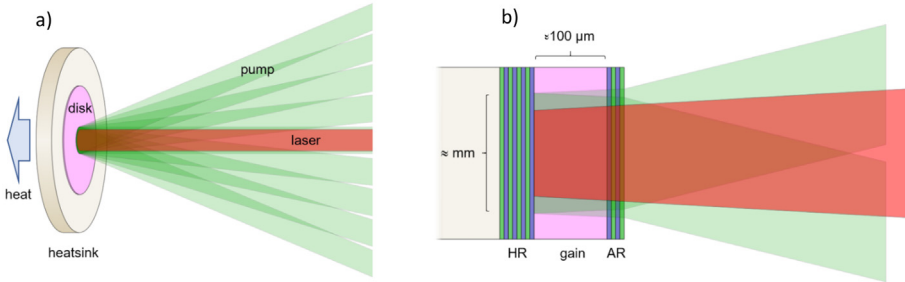 a)
pump
disk
laser
heat
heatsink
b)
≈100 μm
≈ mm
HR
gain
AR